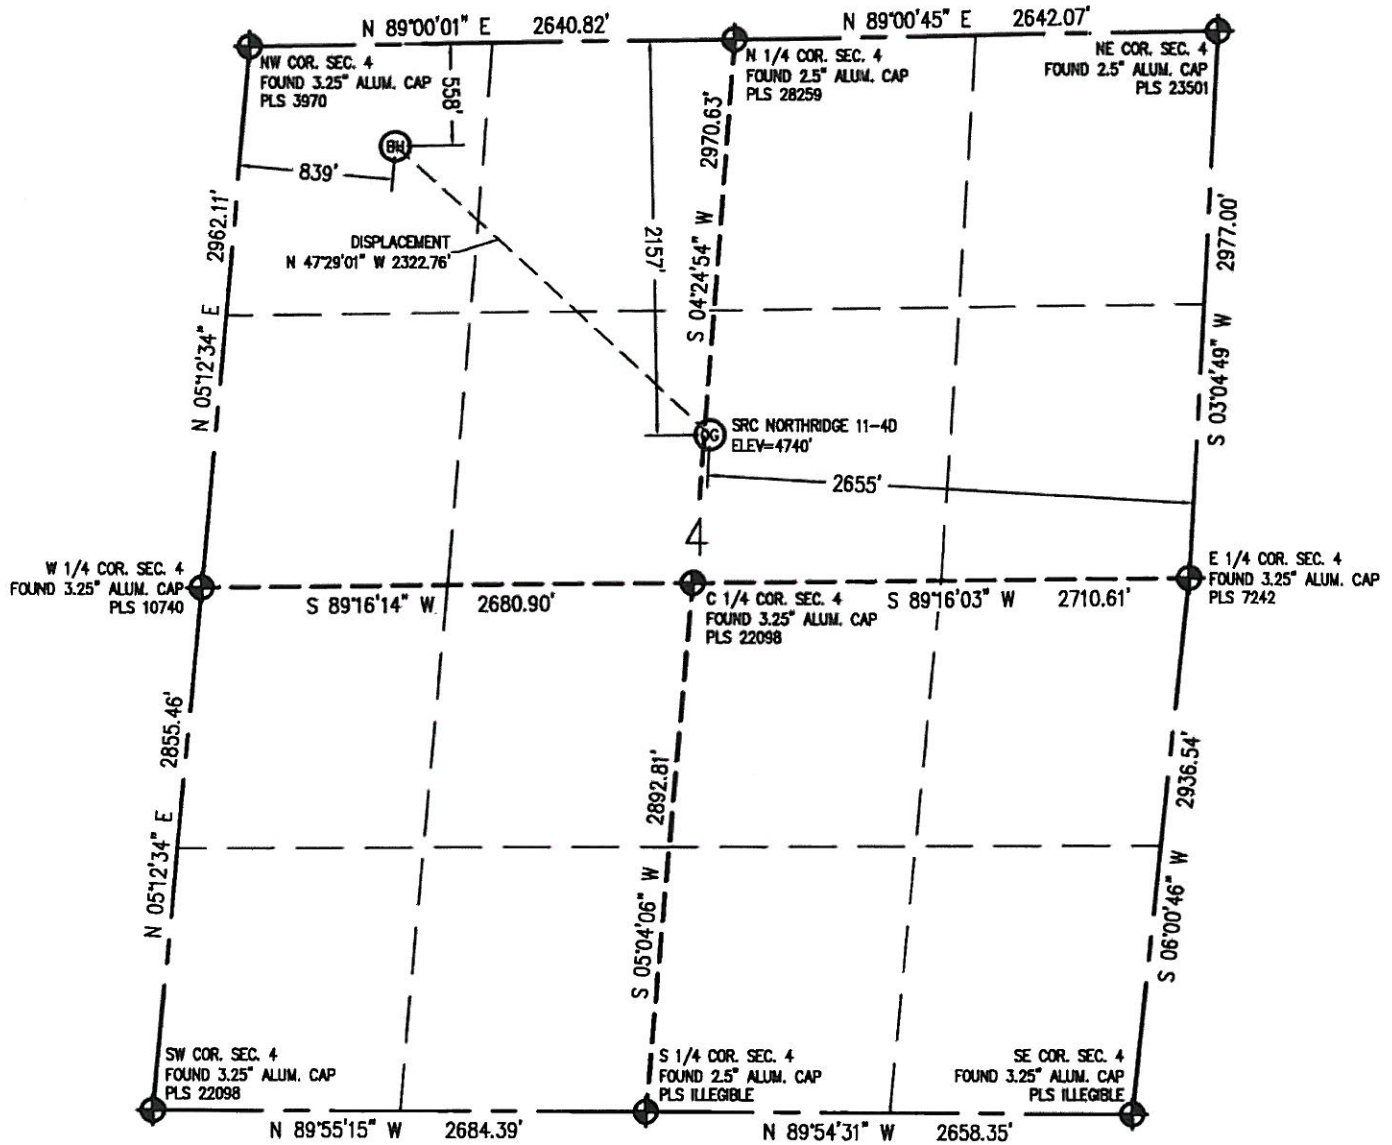 N 89°00'01" E 2640.82'
N 89°00'45" E 2642.07'
NW COR. SEC. 4
FOUND 3.25" ALUM. CAP
PLS 3970
N 1/4 COR. SEC. 4
FOUND 2.5" ALUM. CAP
PLS 28259
NE COR. SEC. 4
FOUND 2.5" ALUM. CAP
PLS 23501
558'
BH
839'
2970.63'
S 04°24'54" W
2962.11'
N 05°12'34" E
2977.00'
S 03°04'49" W
DISPLACEMENT
N 47°29'01" W 2322.76'
2157'
OG
SRC NORTHRIDGE 11-4D
ELEV=4740'
2655'
4
W 1/4 COR. SEC. 4
FOUND 3.25" ALUM. CAP
PLS 10740
S 89°16'14" W 2680.90'
C 1/4 COR. SEC. 4
FOUND 3.25" ALUM. CAP
PLS 22098
S 89°16'03" W 2710.61'
E 1/4 COR. SEC. 4
FOUND 3.25" ALUM. CAP
PLS 7242
2855.46'
N 05°12'34" E
2892.81'
S 05°04'06" W
2936.54'
S 06°00'46" W
SW COR. SEC. 4
FOUND 3.25" ALUM. CAP
PLS 22098
S 1/4 COR. SEC. 4
FOUND 2.5" ALUM. CAP
PLS ILLEGIBLE
SE COR. SEC. 4
FOUND 3.25" ALUM. CAP
PLS ILLEGIBLE
N 89°55'15" W 2684.39'
N 89°54'31" W 2658.35'